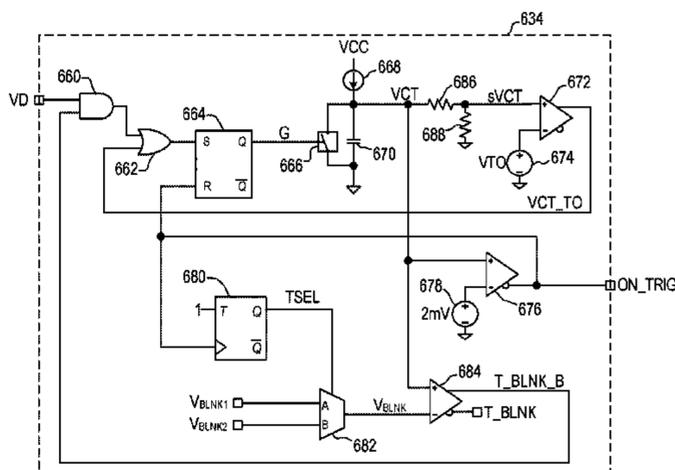 634
VCC
668
660
VD
VCT
686
sVCT
672
664
688
S Q
G
R Q
662
666
670
VTO
674
VCT_TO
680
TSEL
1
T Q
Q
678
2mV
676
ON_TRIG
684
T_BLNK_B
VBLNK1
A
VBLNK
T_BLNK
VBLNK2
B
682